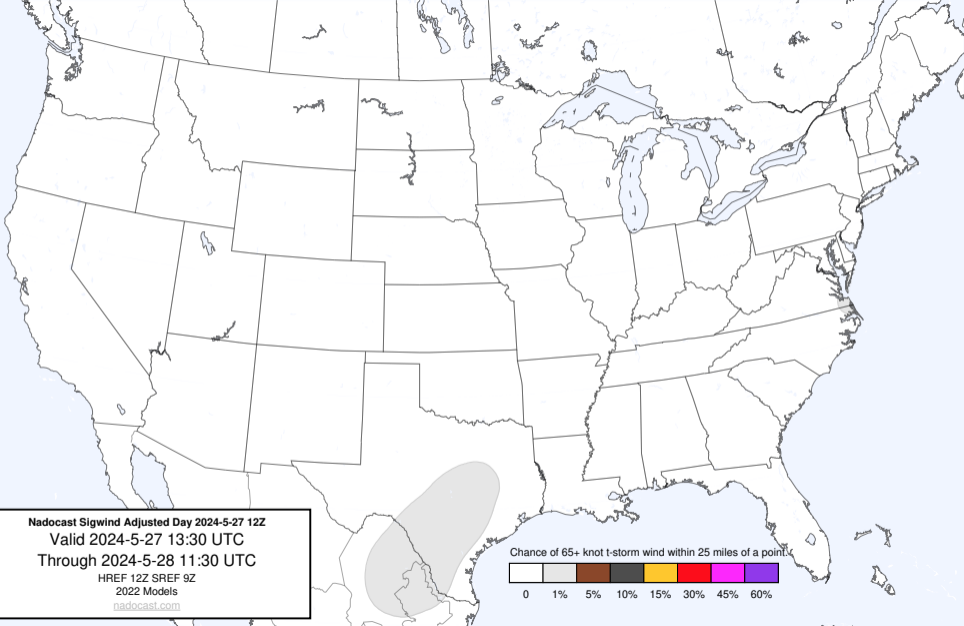 Nadocast Sigwind Adjusted Day 2024-5-27 12Z
Valid 2024-5-27 13:30 UTC
Through 2024-5-28 11:30 UTC
HREF 12Z SREF 9Z
2022 Models
nadocast.com
Chance of 65+ knot t-storm wind within 25 miles of a point.
0 1% 5% 10% 15% 30% 45% 60%